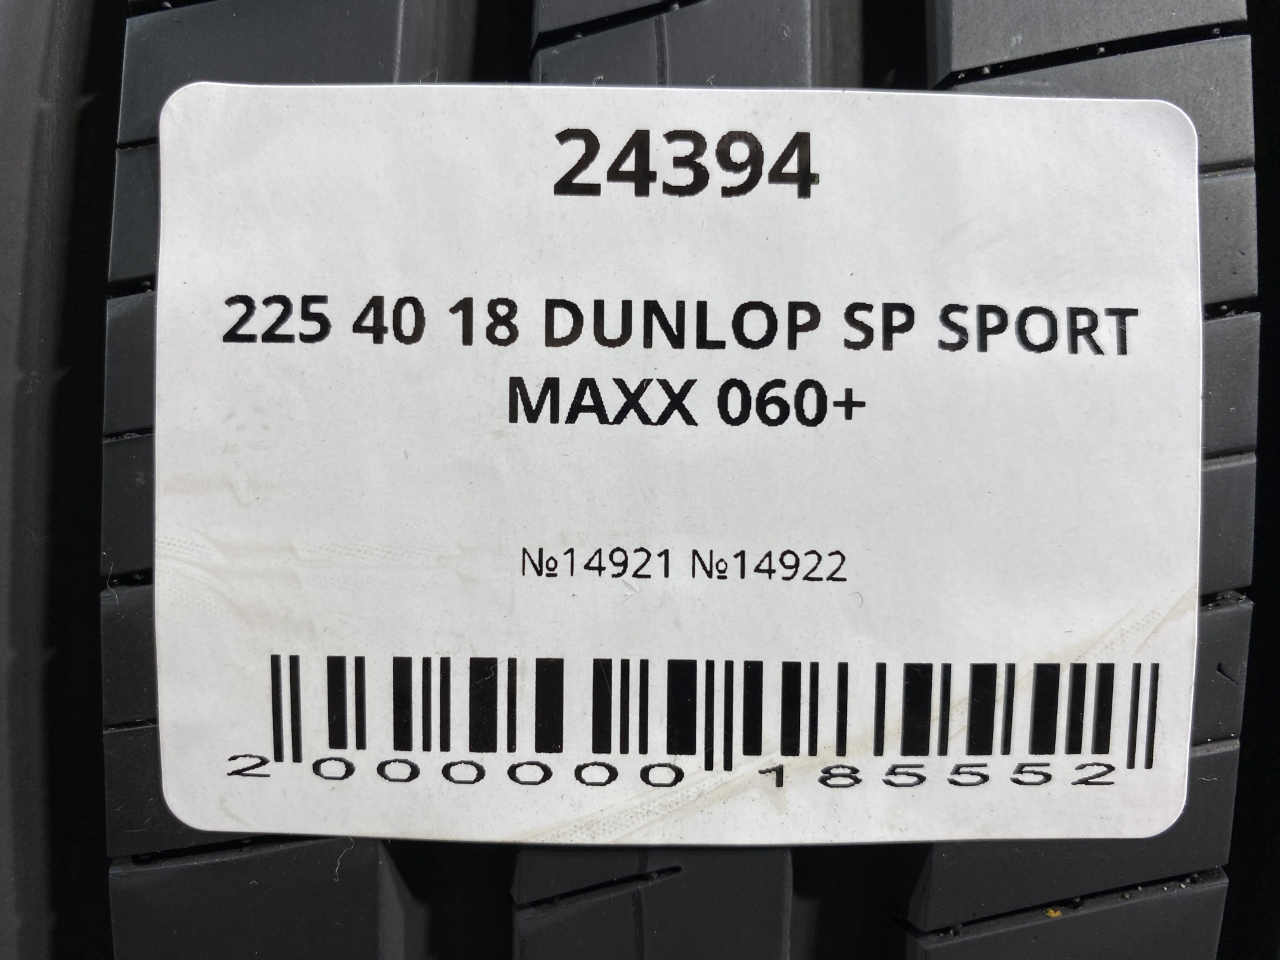 24394
225 40 18 DUNLOP SP SPORT
MAXX 060+
№14921 №14922
2 000000 185552